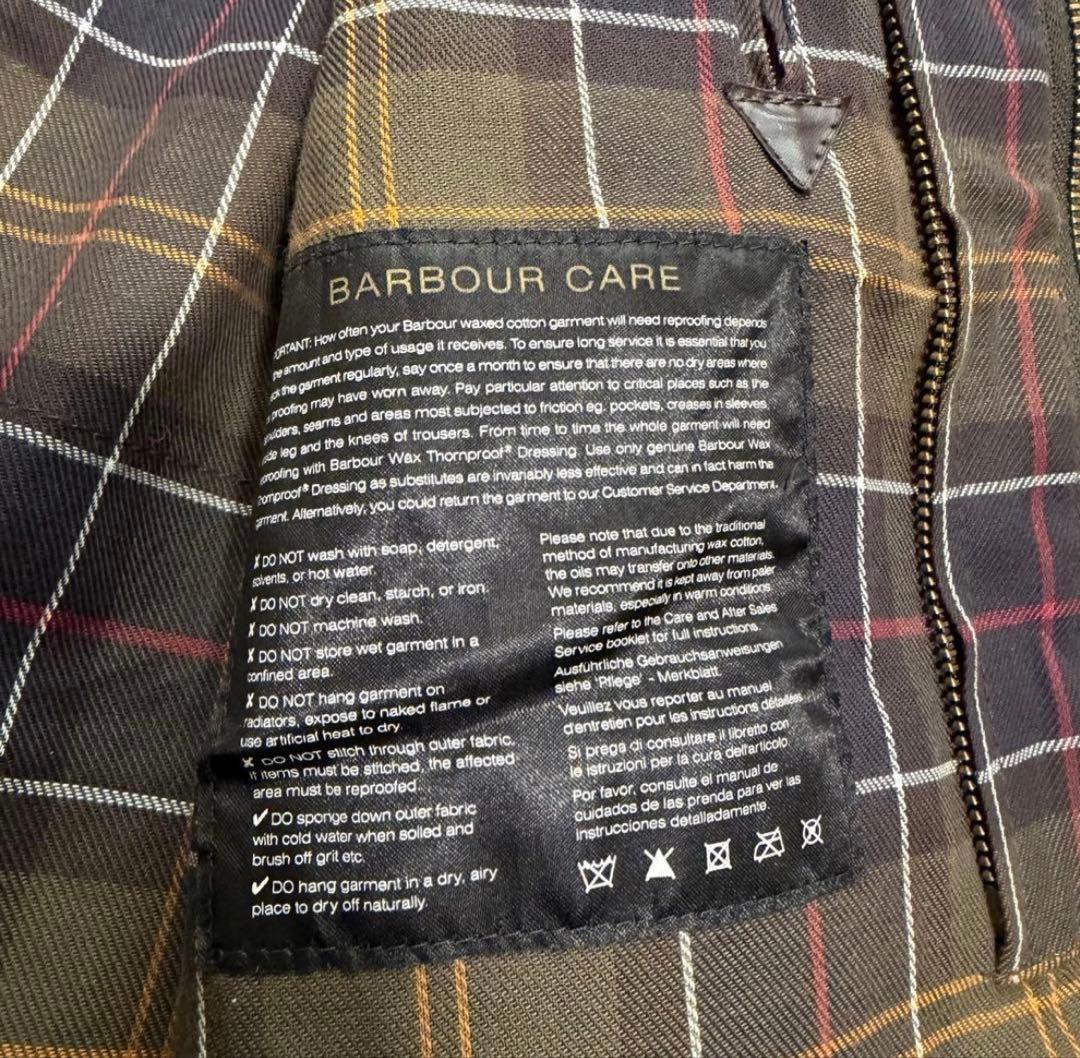 BARBOUR CARE
ORTANT: How often your Barbour waxed cotton garment will need reproofing depends
he amount and type of usage it receives. To ensure long service it is essential that you
ck the garment regularly, say once a month to ensure that there are no dry areas where
proofing may have worn away. Pay particular attention to critical places such as the
oulders, seams and areas most subjected to friction eg. pockets, creases in sleeves,
ide leg and the knees of trousers. From time to time the whole garment will need
proofing with Barbour Wax Thornproof® Dressing. Use only genuine Barbour Wax
hornproof® Dressing as substitutes are invariably less effective and can in fact harm the
garment. Alternatively, you could return the garment to our Customer Service Department.
✗ DO NOT wash with soap, detergent,
solvents, or hot water.
✗ DO NOT dry clean, starch, or iron.
✗ DO NOT machine wash.
✗ DO NOT store wet garment in a
confined area.
✗ DO NOT hang garment on
radiators, expose to naked flame or
use artificial heat to dry.
✗ DO NOT stitch through outer fabric,
if items must be stitched, the affected
area must be reproofed.
✓ DO sponge down outer fabric
with cold water when soiled and
brush off grit etc.
✓ DO hang garment in a dry, airy
place to dry off naturally.
Please note that due to the traditional
method of manufacturing wax cotton,
the oils may transfer onto other materials.
We recommend it is kept away from paler
materials, especially in warm conditions
Please refer to the Care and After Sales
Service booklet for full instructions.
Ausführliche Gebrauchsanweisungen
siehe 'Pflege' - Merkblatt.
Veuillez vous reporter au manuel
d'entretien pour les instructions détaillées
Si prega di consultare il libretto con
le istruzioni per la cura dell'articolo.
Por favor, consulte el manual de
cuidados de las prenda para ver las
instrucciones detalladamente.